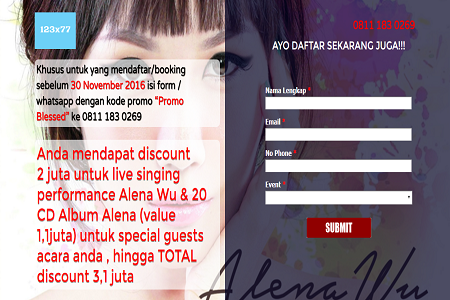 123x77
0811 183 0269
AYO DAFTAR SEKARANG JUGA!!!
Khusus untuk yang mendaftar/booking
sebelum 30 November 2016 isi form /
whatsapp dengan kode promo "Promo
Blessed" ke 0811 183 0269
Anda mendapat discount
2 juta untuk live singing
performance Alena Wu & 20
CD Album Alena (value
1,1juta) untuk special guests
acara anda , hingga TOTAL
discount 3,1 juta
Nama Lengkap *
Email *
No Phone *
Event *
SUBMIT
Alena Wu